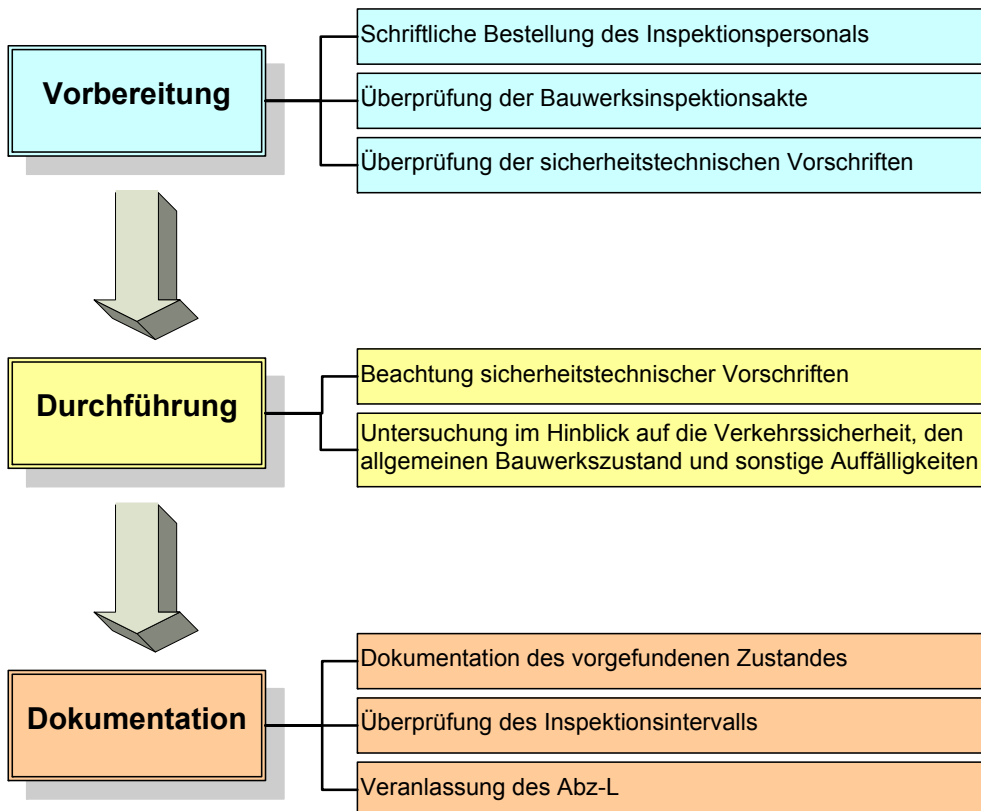 Vorbereitung
Schriftliche Bestellung des Inspektionspersonals
Überprüfung der Bauwerksinspektionsakte
Überprüfung der sicherheitstechnischen Vorschriften
Durchführung
Beachtung sicherheitstechnischer Vorschriften
Untersuchung im Hinblick auf die Verkehrssicherheit, den
allgemeinen Bauwerkszustand und sonstige Auffälligkeiten
Dokumentation
Dokumentation des vorgefundenen Zustandes
Überprüfung des Inspektionsintervalls
Veranlassung des Abz-L